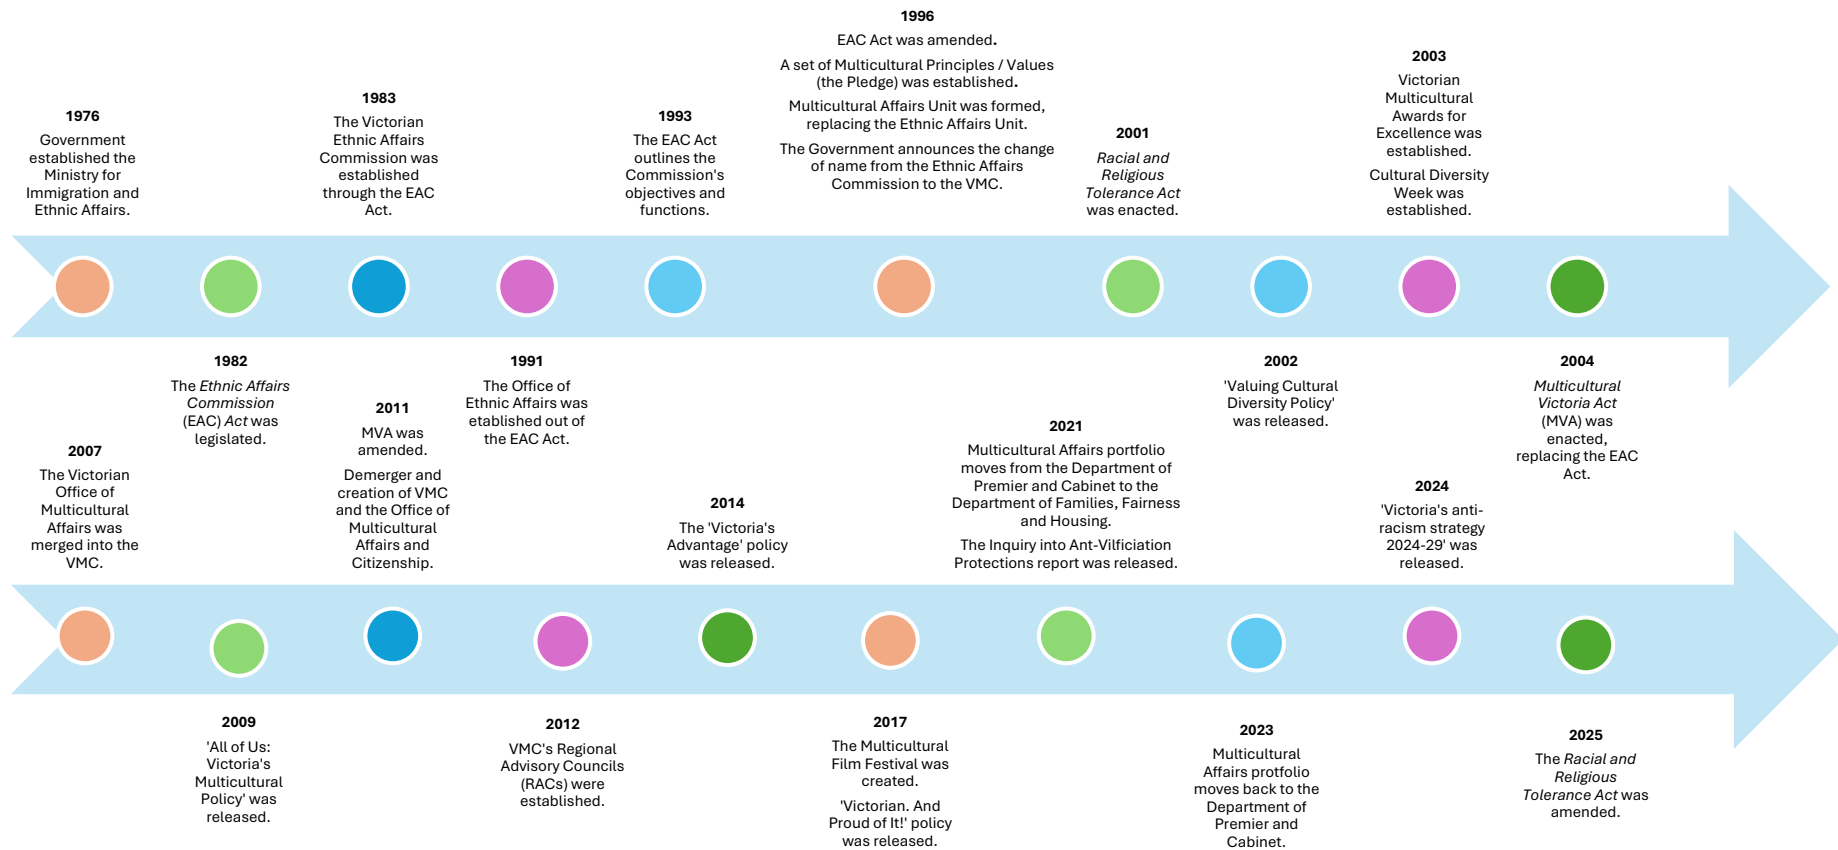 1976
Government
established the
Ministry for
Immigration and
Ethnic Affairs.
1982
The Ethnic Affairs
Commission
(EAC) Act was
legislated.
1983
The Victorian
Ethnic Affairs
Commission was
established
through the EAC
Act.
1991
The Office of
Ethnic Affairs was
etablished out of
the EAC Act.
1993
The EAC Act
outlines the
Commission's
objectives and
functions.
1996
EAC Act was amended.
A set of Multicultural Principles / Values
(the Pledge) was established.
Multicultural Affairs Unit was formed,
replacing the Ethnic Affairs Unit.
The Government announces the change
of name from the Ethnic Affairs
Commission to the VMC.
2001
Racial and
Religious
Tolerance Act
was enacted.
2002
'Valuing Cultural
Diversity Policy'
was released.
2003
Victorian
Multicultural
Awards for
Excellence was
established.
Cultural Diversity
Week was
established.
2004
Multicultural
Victoria Act
(MVA) was
enacted,
replacing the EAC
Act.
2007
The Victorian
Office of
Multicultural
Affairs was
merged into the
VMC.
2009
'All of Us:
Victoria's
Multicultural
Policy' was
released.
2011
MVA was
amended.
Demerger and
creation of VMC
and the Office of
Multicultural
Affairs and
Citizenship.
2012
VMC's Regional
Advisory Councils
(RACs) were
established.
2014
The 'Victoria's
Advantage' policy
was released.
2017
The Multicultural
Film Festival was
created.
'Victorian. And
Proud of It!' policy
was released.
2021
Multicultural Affairs portfolio
moves from the Department of
Premier and Cabinet to the
Department of Families, Fairness
and Housing.
The Inquiry into Ant-Vilficiation
Protections report was released.
2023
Multicultural
Affairs protfolio
moves back to the
Department of
Premier and
Cabinet.
2024
'Victoria's anti-
racism strategy
2024-29' was
released.
2025
The Racial and
Religious
Tolerance Act was
amended.